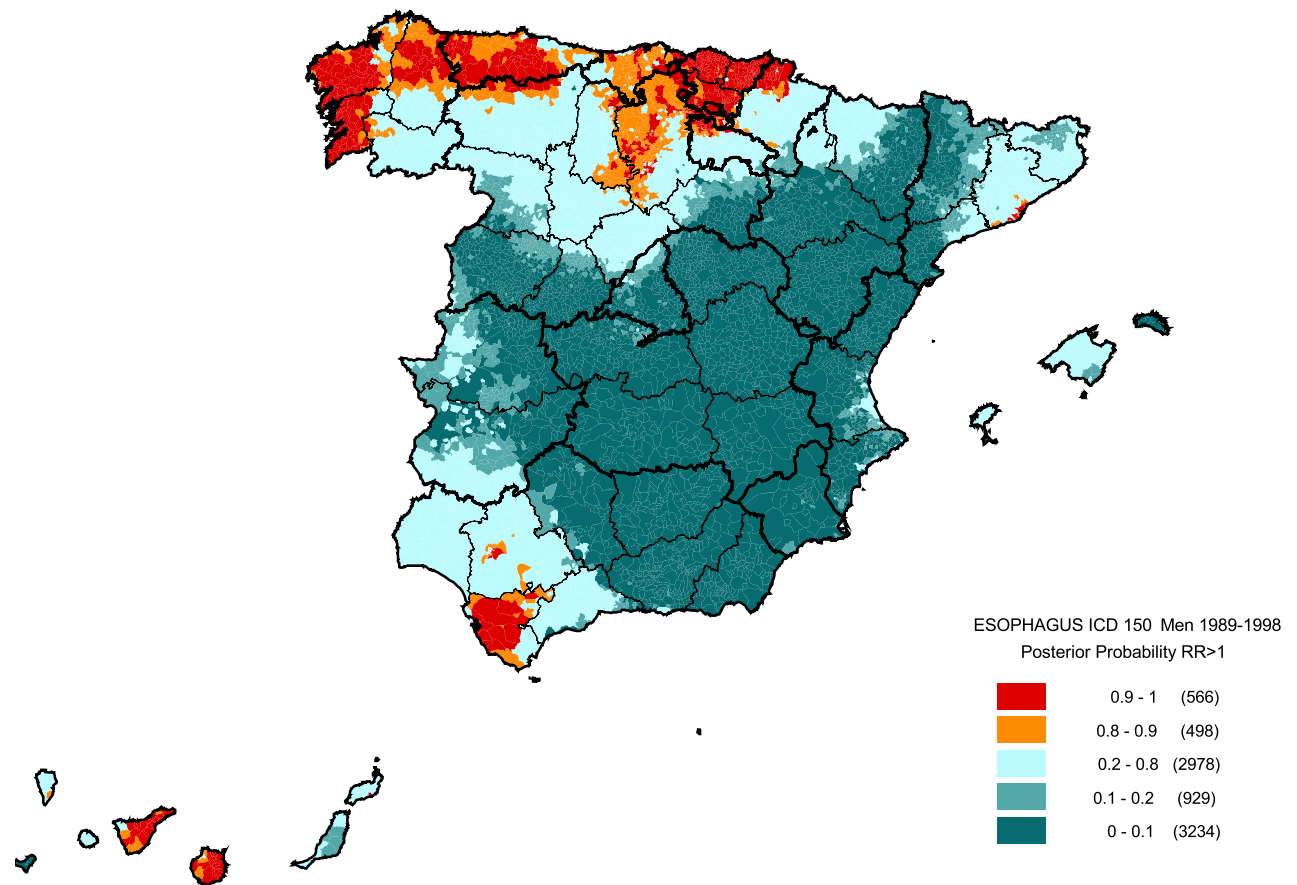 ESOPHAGUS ICD 150 Men 1989-1998
Posterior Probability RR>1
0.9 - 1 (566)
0.8 - 0.9 (498)
0.2 - 0.8 (2978)
0.1 - 0.2 (929)
0 - 0.1 (3234)